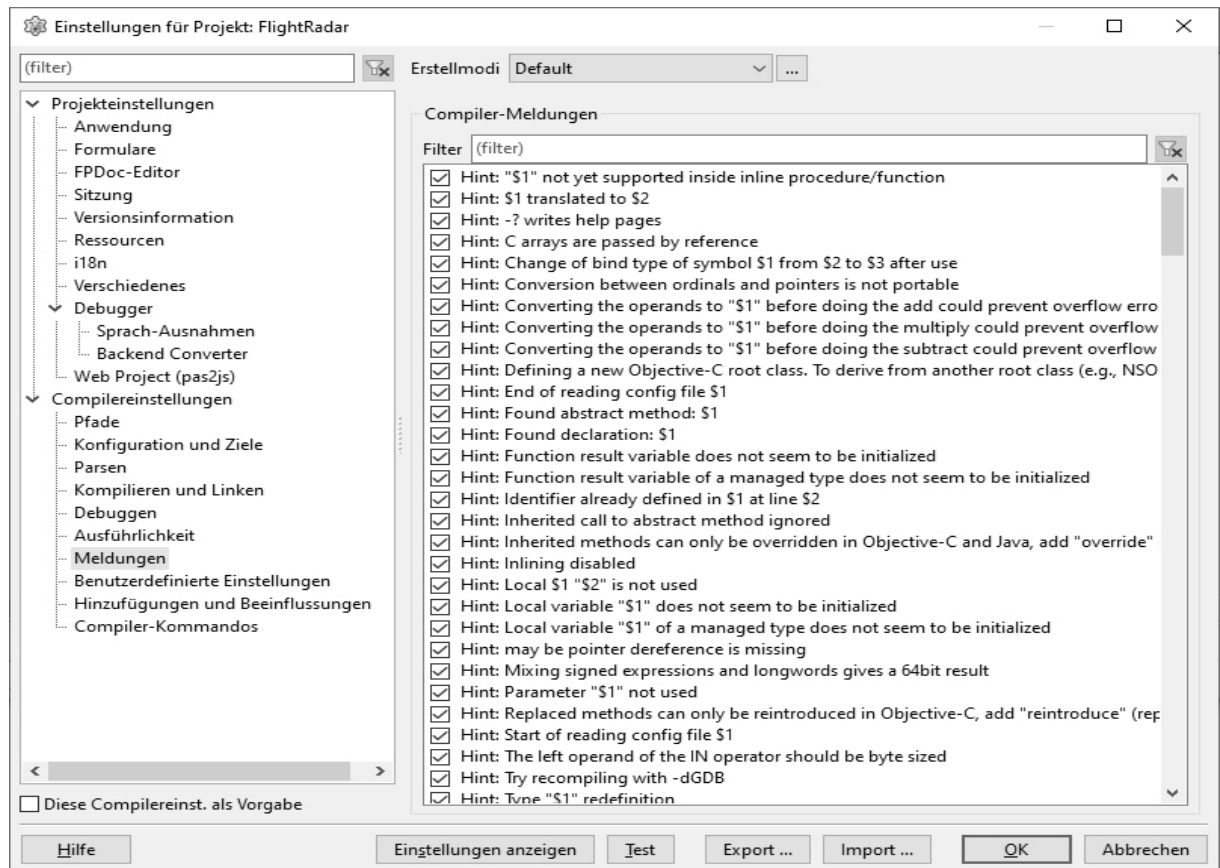 Einstellungen für Projekt: FlightRadar
(filter)
Projekteinstellungen
Anwendung
Formulare
FPDoc-Editor
Sitzung
Versionsinformation
Ressourcen
i18n
Verschiedenes
Debugger
Sprach-Ausnahmen
Backend Converter
Web Project (pas2js)
Compilereinstellungen
Pfade
Konfiguration und Ziele
Parsen
Kompilieren und Linken
Debuggen
Ausführlichkeit
Meldungen
Benutzerdefinierte Einstellungen
Hinzufügungen und Beeinflussungen
Compiler-Kommandos
Diese Compilereinst. als Vorgabe
Erstellmodi Default ...
Compiler-Meldungen
Filter (filter)
Hint: "$1" not yet supported inside inline procedure/function
Hint: $1 translated to $2
Hint: -? writes help pages
Hint: C arrays are passed by reference
Hint: Change of bind type of symbol $1 from $2 to $3 after use
Hint: Conversion between ordinals and pointers is not portable
Hint: Converting the operands to "$1" before doing the add could prevent overflow erro
Hint: Converting the operands to "$1" before doing the multiply could prevent overflow
Hint: Converting the operands to "$1" before doing the subtract could prevent overflow
Hint: Defining a new Objective-C root class. To derive from another root class (e.g., NSO
Hint: End of reading config file $1
Hint: Found abstract method: $1
Hint: Found declaration: $1
Hint: Function result variable does not seem to be initialized
Hint: Function result variable of a managed type does not seem to be initialized
Hint: Identifier already defined in $1 at line $2
Hint: Inherited call to abstract method ignored
Hint: Inherited methods can only be overridden in Objective-C and Java, add "override"
Hint: Inlining disabled
Hint: Local $1 "$2" is not used
Hint: Local variable "$1" does not seem to be initialized
Hint: Local variable "$1" of a managed type does not seem to be initialized
Hint: may be pointer dereference is missing
Hint: Mixing signed expressions and longwords gives a 64bit result
Hint: Parameter "$1" not used
Hint: Replaced methods can only be reintroduced in Objective-C, add "reintroduce" (rep
Hint: Start of reading config file $1
Hint: The left operand of the IN operator should be byte sized
Hint: Try recompiling with -dGDB
Hint: Type "$1" redefinition
Hilfe
Einstellungen anzeigen
Test
Export ...
Import ...
OK
Abbrechen